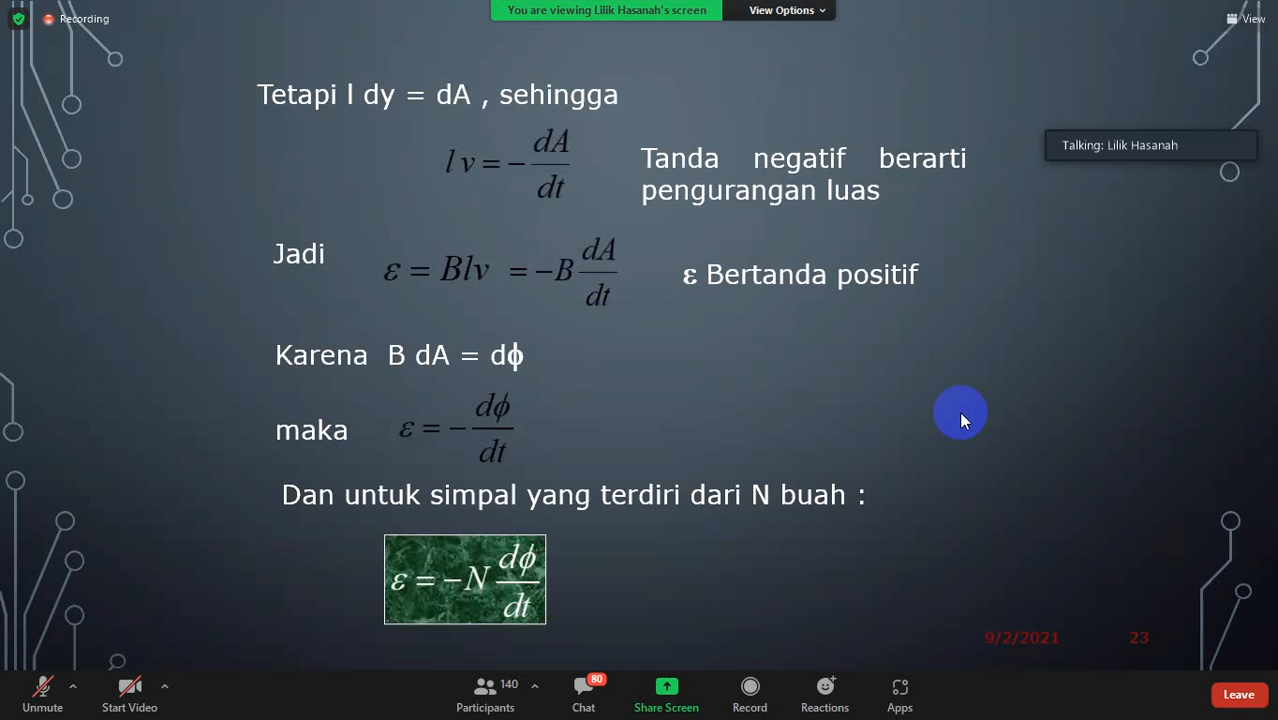 Recording
You are viewing Lilik Hasanah's screen
View Options
View
Tetapi l dy = dA , sehingga
l v = − dA/dt
Tanda negatif berarti
pengurangan luas
Talking: Lilik Hasanah
Jadi
ε = Blv = −B dA/dt
ε Bertanda positif
Karena B dA = dϕ
maka
ε = − dϕ/dt
Dan untuk simpal yang terdiri dari N buah :
ε = −N dϕ/dt
9/2/2021
23
Unmute
Start Video
140
Participants
80
Chat
Share Screen
Record
Reactions
Apps
Leave